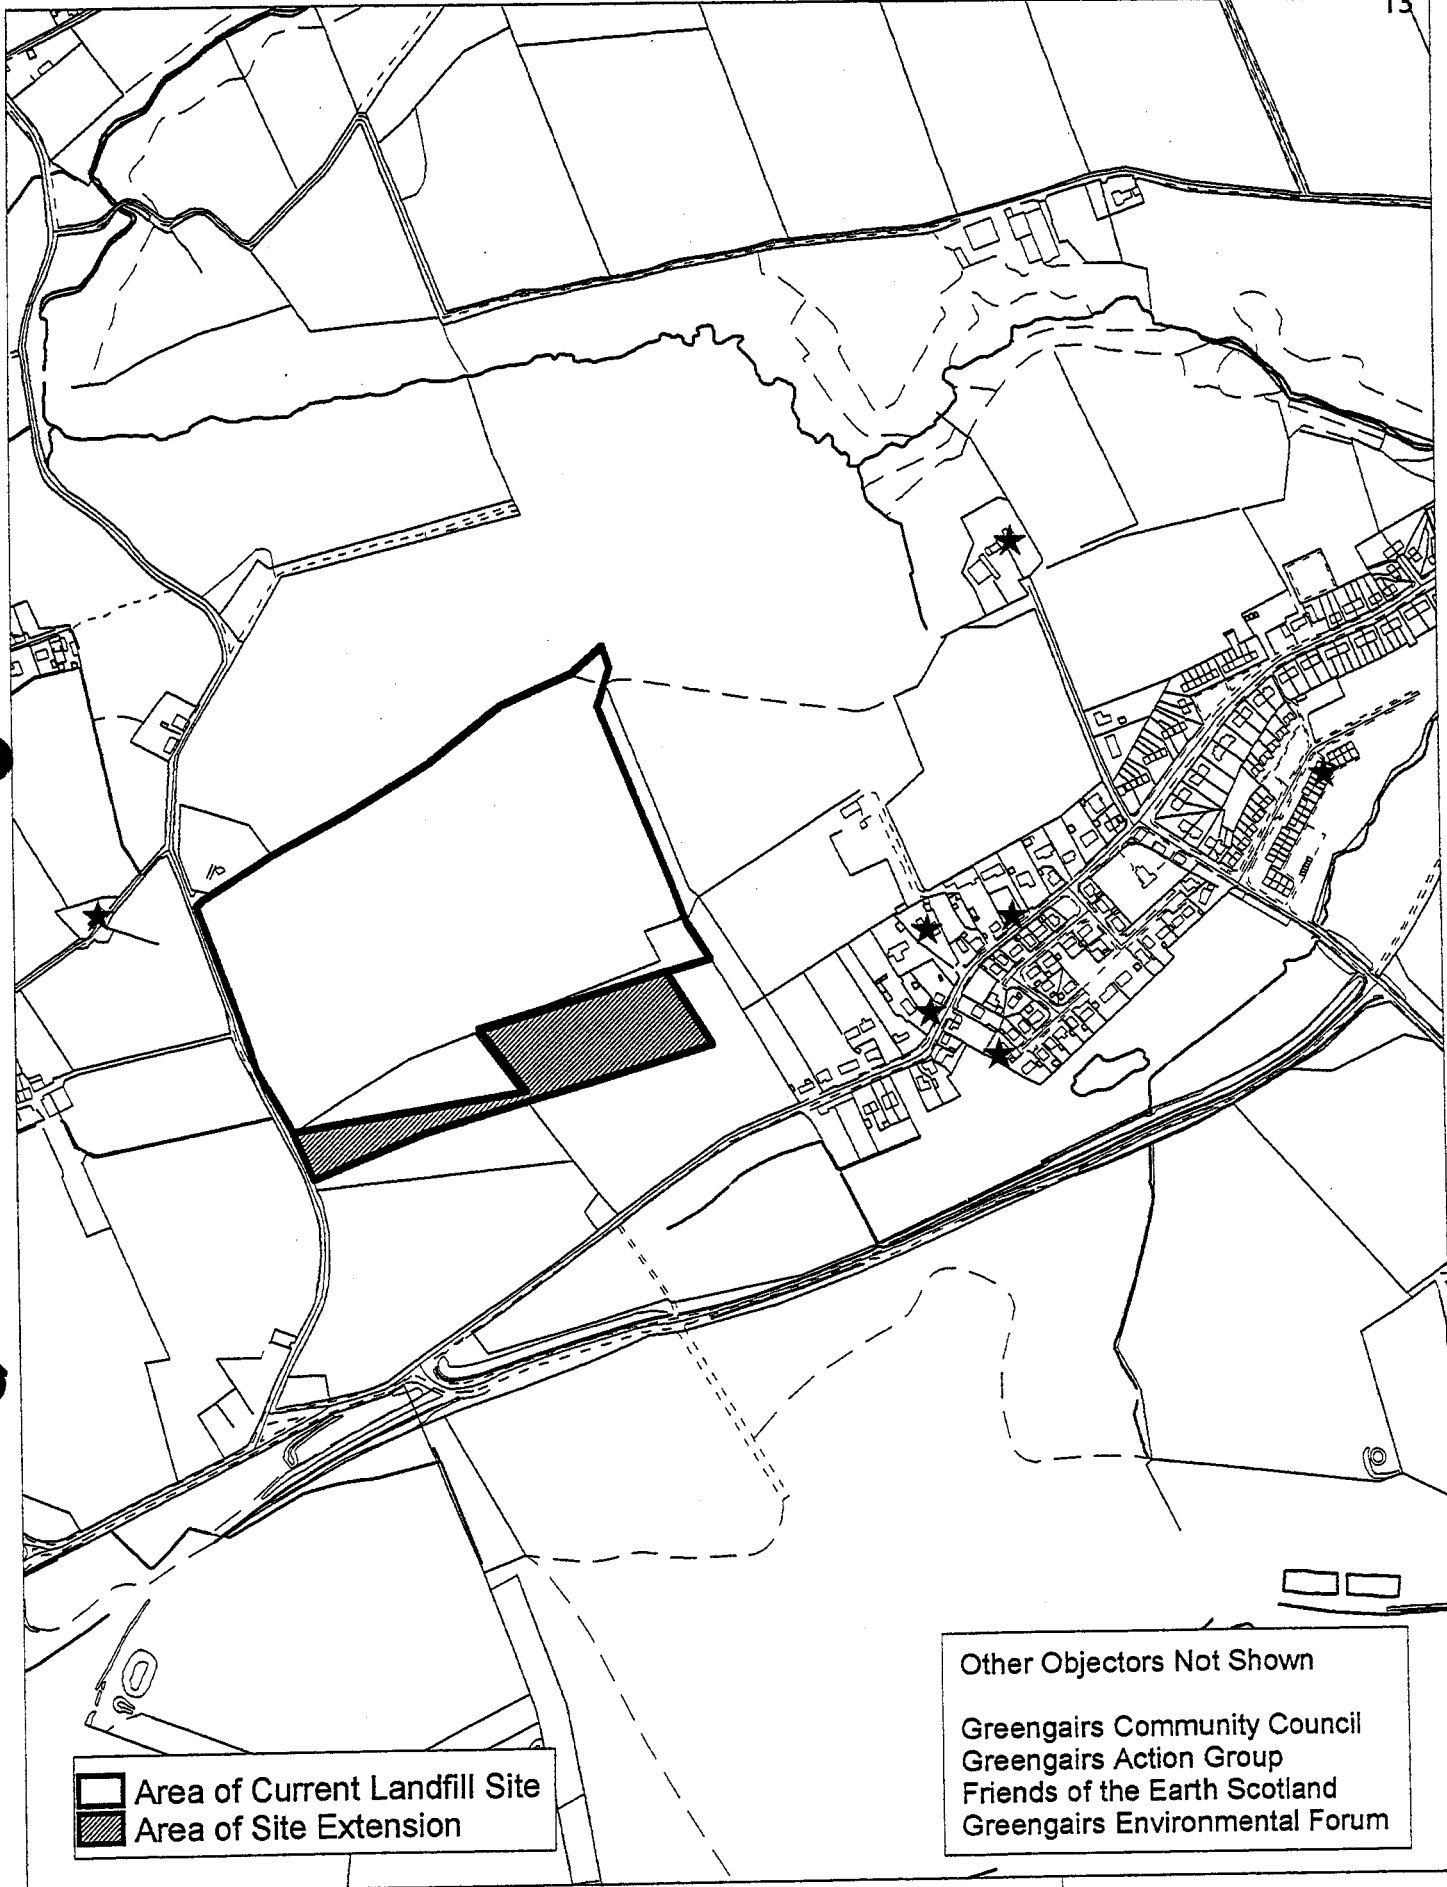 13
Other Objectors Not Shown
Greengairs Community Council
Greengairs Action Group
Friends of the Earth Scotland
Greengairs Environmental Forum
Area of Current Landfill Site
Area of Site Extension